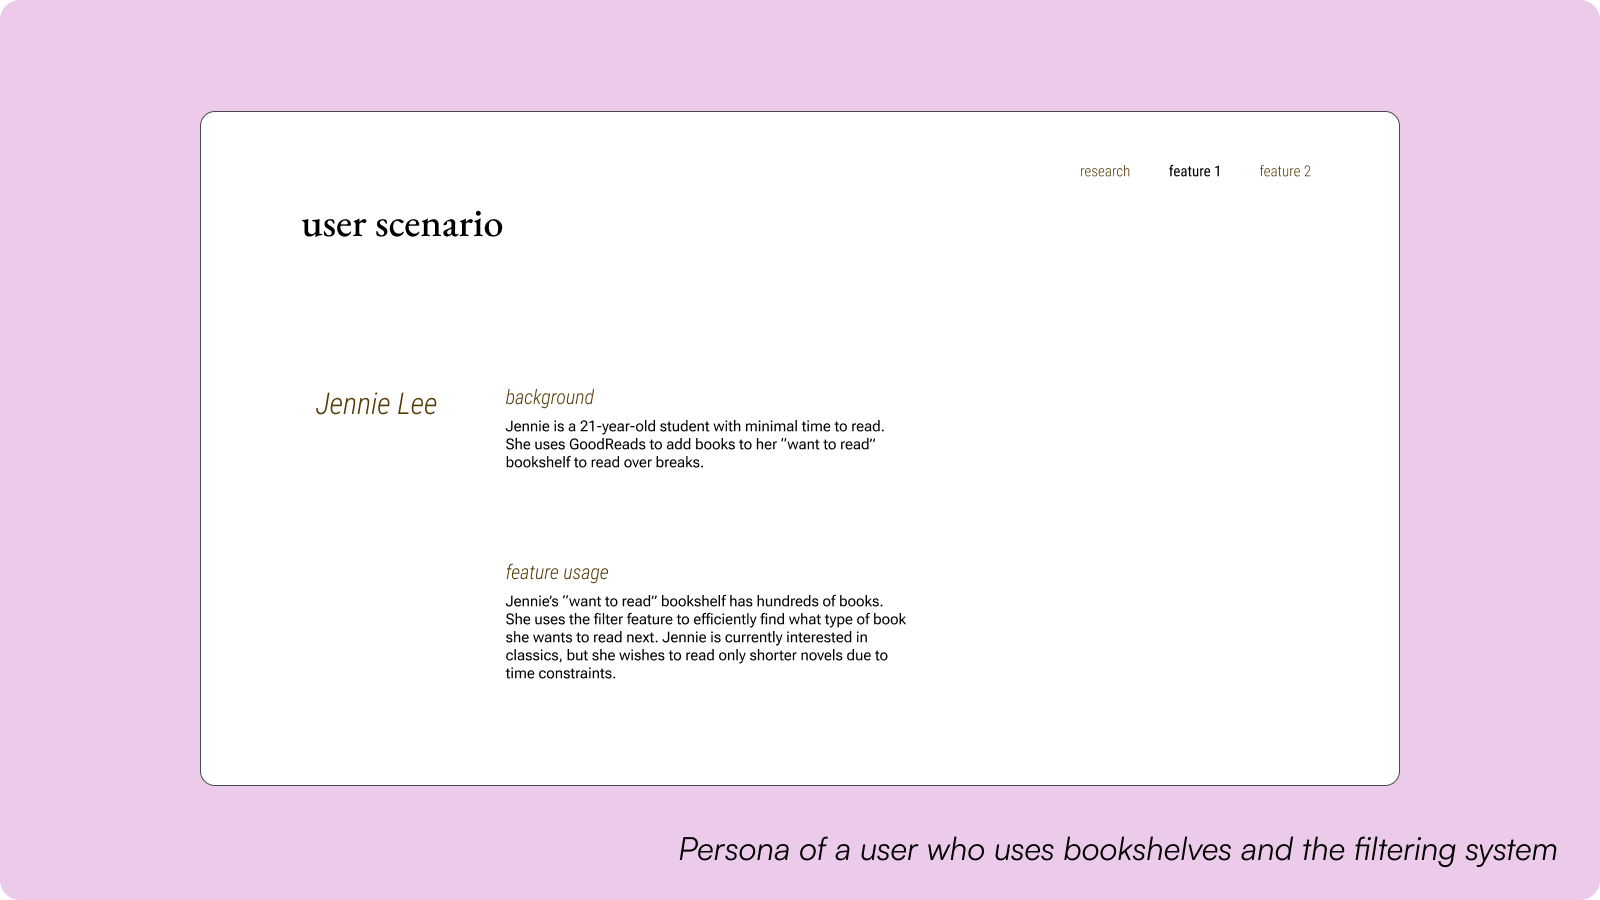 research feature 1 feature 2
user scenario
Jennie Lee
background
Jennie is a 21-year-old student with minimal time to read.
She uses GoodReads to add books to her “want to read”
bookshelf to read over breaks.
feature usage
Jennie’s “want to read” bookshelf has hundreds of books.
She uses the filter feature to efficiently find what type of book
she wants to read next. Jennie is currently interested in
classics, but she wishes to read only shorter novels due to
time constraints.
Persona of a user who uses bookshelves and the filtering system